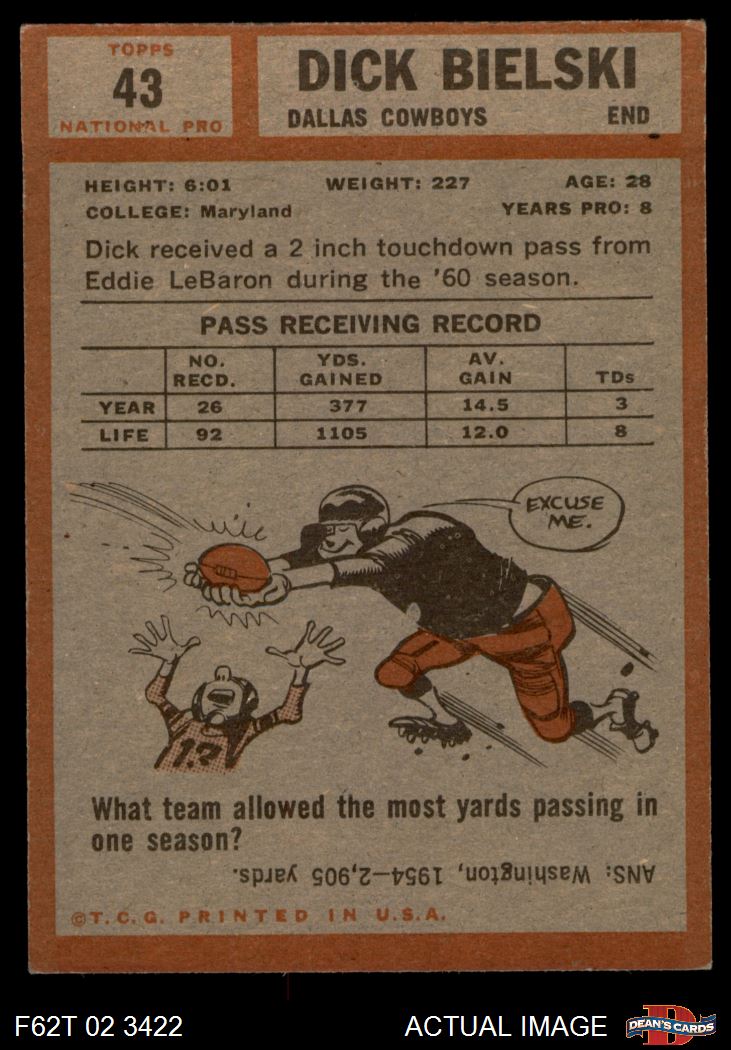 TOPPS
43
NATIONAL PRO
DICK BIELSKI
DALLAS COWBOYS END
HEIGHT: 6:01 WEIGHT: 227 AGE: 28
COLLEGE: Maryland YEARS PRO: 8
Dick received a 2 inch touchdown pass from
Eddie LeBaron during the '60 season.
PASS RECEIVING RECORD
NO. RECD. YDS. GAINED AV. GAIN TDs
YEAR 26 377 14.5 3
LIFE 92 1105 12.0 8
EXCUSE
ME.
What team allowed the most yards passing in
one season?
ANS: Washington, 1954—2,905 yards.
©T.C.G. PRINTED IN U.S.A.
F62T 02 3422 ACTUAL IMAGE
D
DEAN'S CARDS